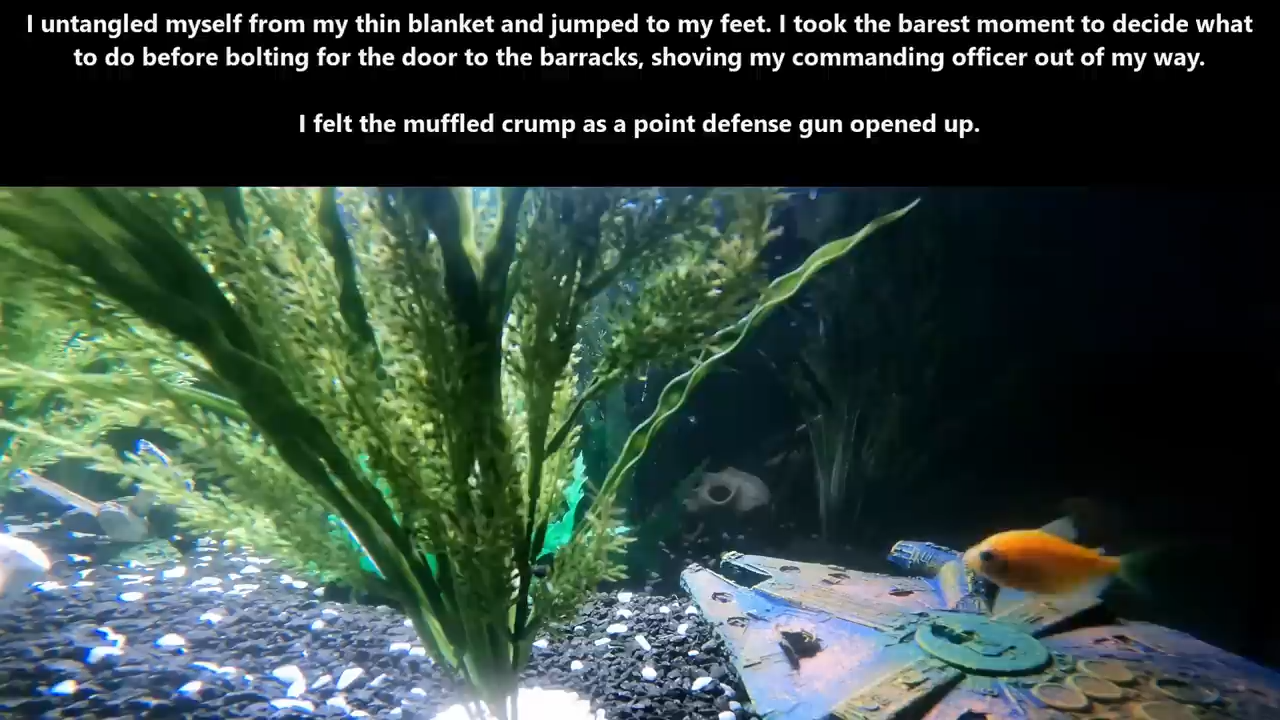 I untangled myself from my thin blanket and jumped to my feet. I took the barest moment to decide what
to do before bolting for the door to the barracks, shoving my commanding officer out of my way.
I felt the muffled crump as a point defense gun opened up.